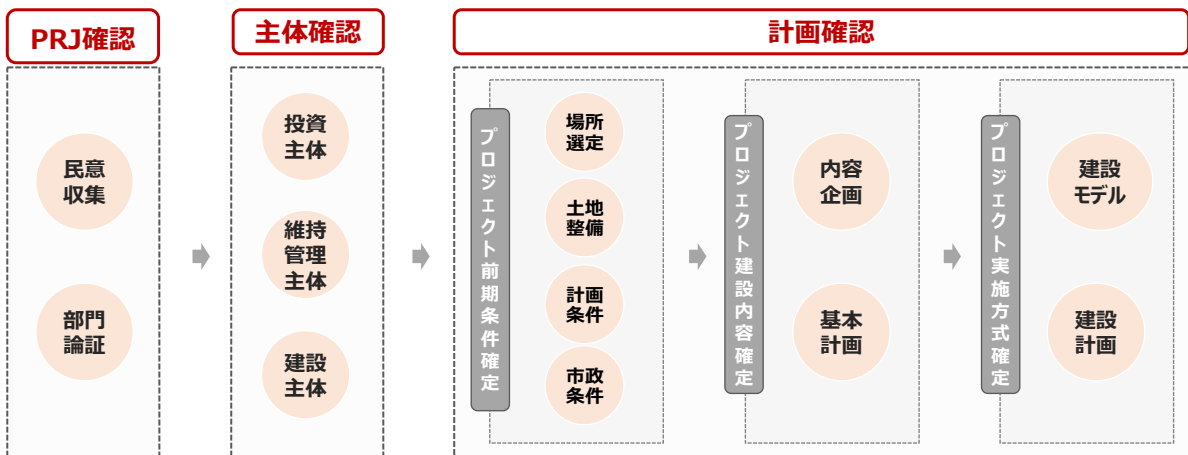 PRJ確認
民意
収集
部門
論証
主体確認
投資
主体
維持
管理
主体
建設
主体
計画確認
プロジェクト前期条件確定
場所
選定
土地
整備
計画
条件
市政
条件
プロジェクト建設内容確定
内容
企画
基本
計画
プロジェクト実施方式確定
建設
モデル
建設
計画